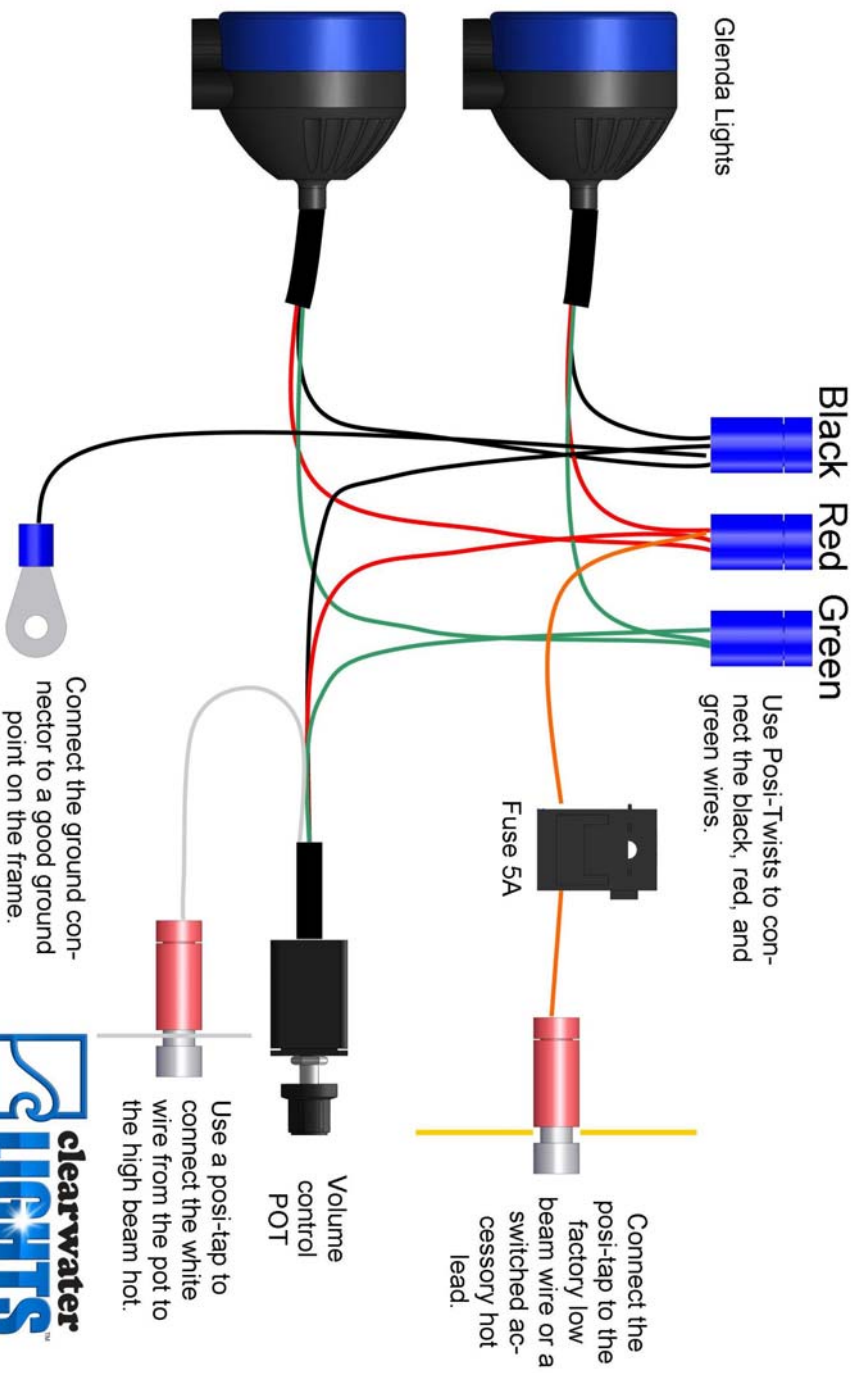 Glenda Lights
Black
Red
Green
Use Posi-Twists to con-
nect the black, red, and
green wires.
Fuse 5A
Connect the
posi-tap to the
factory low
beam wire or a
switched ac-
cessory hot
lead.
Volume
control
POT
Use a posi-tap to
connect the white
wire from the pot to
the high beam hot.
Connect the ground con-
nector to a good ground
point on the frame.
clearwater
LIGHTS™